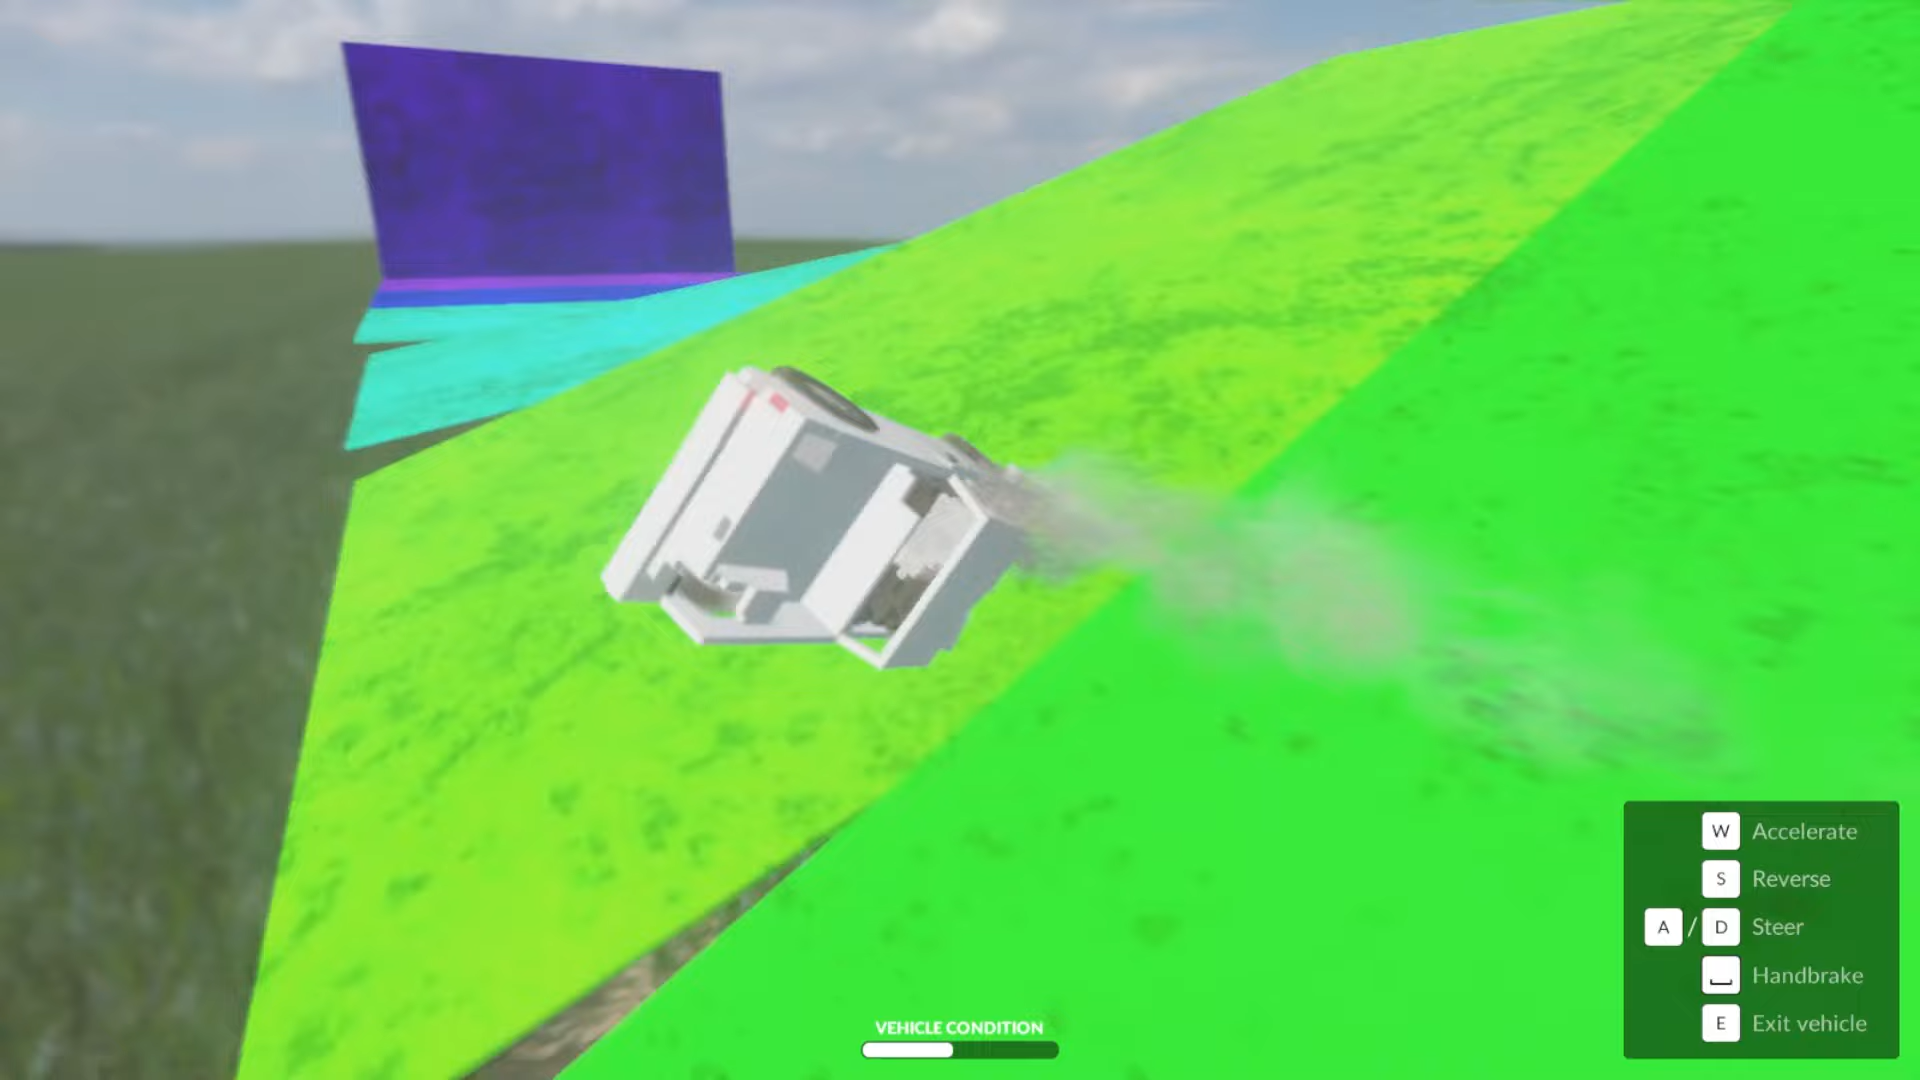 W Accelerate
S Reverse
A / D Steer
Handbrake
E Exit vehicle
VEHICLE CONDITION